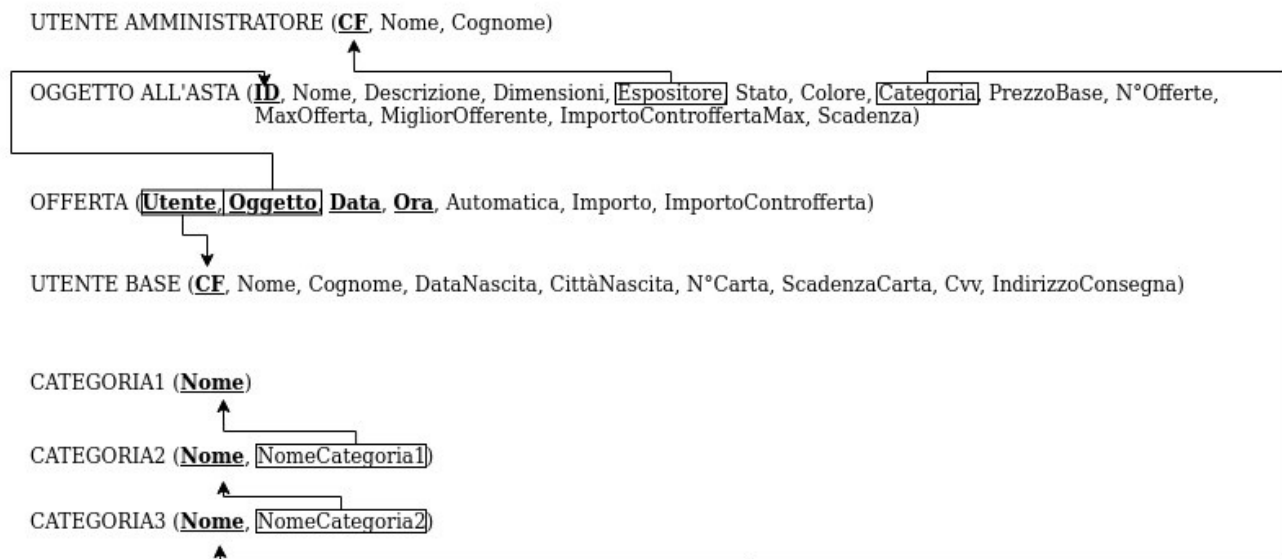 UTENTE AMMINISTRATORE (CF, Nome, Cognome)
OGGETTO ALL'ASTA (ID, Nome, Descrizione, Dimensioni, Espositore, Stato, Colore, Categoria, PrezzoBase, N°Offerte,
MaxOfferta, MigliorOfferente, ImportoControffertaMax, Scadenza)
OFFERTA (Utente, Oggetto, Data, Ora, Automatica, Importo, ImportoControfferta)
UTENTE BASE (CF, Nome, Cognome, DataNascita, CittàNascita, N°Carta, ScadenzaCarta, Cvv, IndirizzoConsegna)
CATEGORIA1 (Nome)
CATEGORIA2 (Nome, NomeCategoria1)
CATEGORIA3 (Nome, NomeCategoria2)